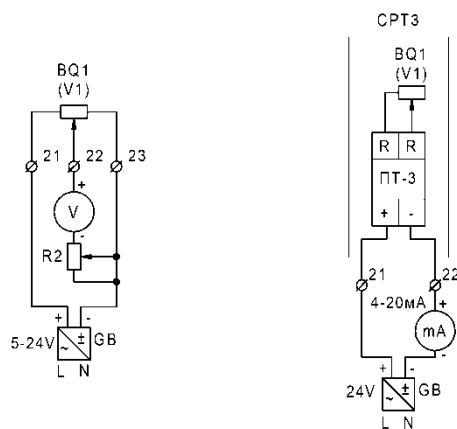 BQ1
(V1)
21 22 23
+
V
-
R2
+ -
5-24V ~ ± GB
L N
СРТ3
BQ1
(V1)
R R
ПТ-3
+ -
21 22
4-20мА +
mA
-
+ -
24V ~ ± GB
L N